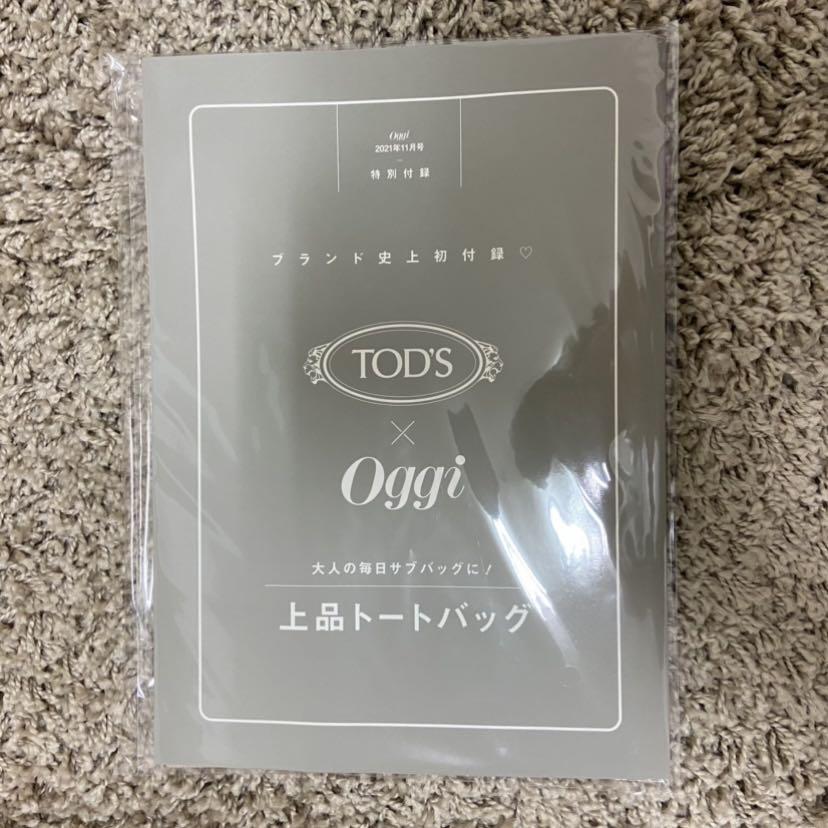 Oggi
2021年11月号
特別付録
ブランド史上初付録♡
TOD'S
×
Oggi
大人の毎日サブバッグに!
上品トートバッグ